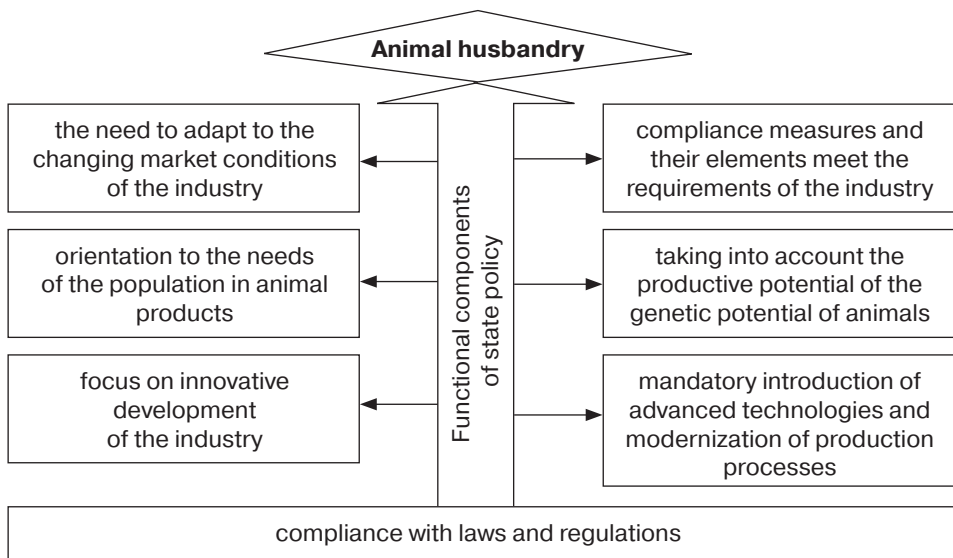 Animal husbandry
the need to adapt to the
changing market conditions
of the industry
orientation to the needs
of the population in animal
products
focus on innovative
development
of the industry
Functional components
of state policy
compliance measures and
their elements meet the
requirements of the industry
taking into account the
productive potential of the
genetic potential of animals
mandatory introduction of
advanced technologies and
modernization of production
processes
compliance with laws and regulations